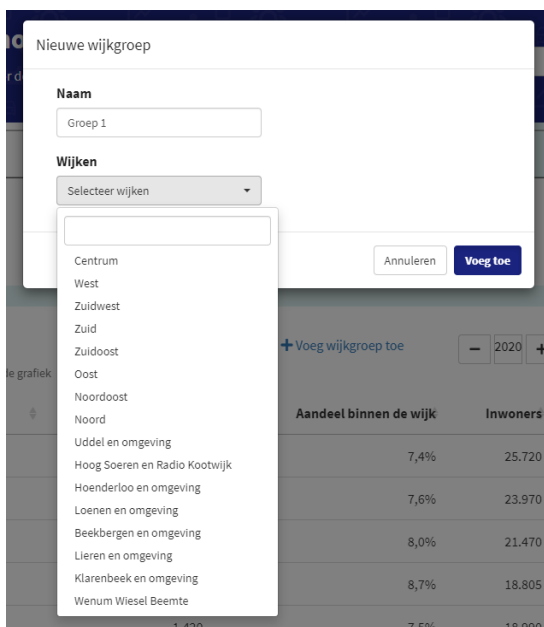 Nieuwe wijkgroep
Naam
Groep 1
Wijken
Selecteer wijken
Centrum
West
Zuidwest
Zuid
Zuidoost
Oost
Noordoost
Noord
Uddel en omgeving
Hoog Soeren en Radio Kootwijk
Hoenderloo en omgeving
Loenen en omgeving
Beekbergen en omgeving
Lieren en omgeving
Klarenbeek en omgeving
Wenum Wiesel Beemte
Annuleren
Voeg toe
+ Voeg wijkgroep toe
− 2020 +
de grafiek
Aandeel binnen de wijk Inwoners
7,4% 25.720
7,6% 23.970
8,0% 21.470
8,7% 18.805